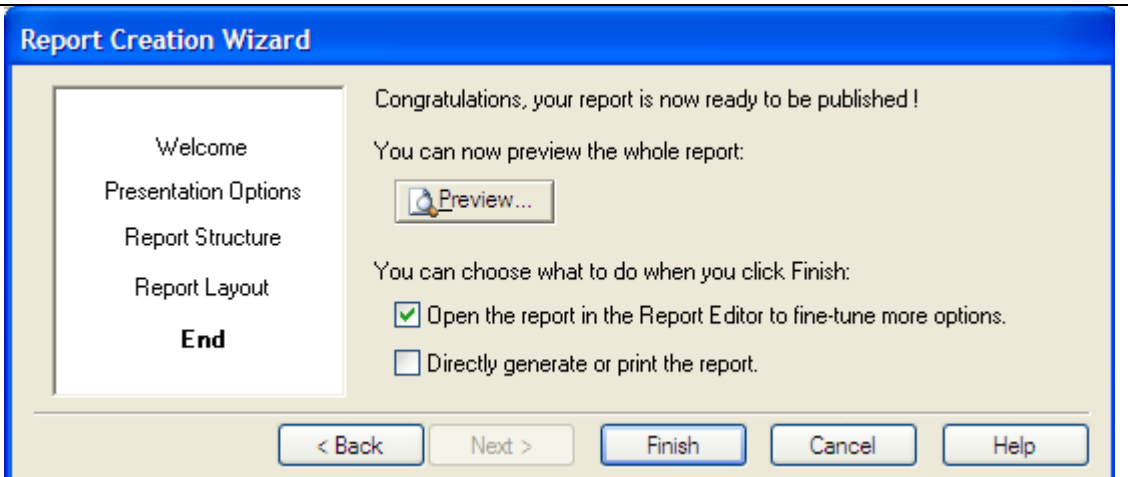 Report Creation Wizard
Welcome
Presentation Options
Report Structure
Report Layout
End
Congratulations, your report is now ready to be published !
You can now preview the whole report:
Preview...
You can choose what to do when you click Finish:
Open the report in the Report Editor to fine-tune more options.
Directly generate or print the report.
< Back
Next >
Finish
Cancel
Help